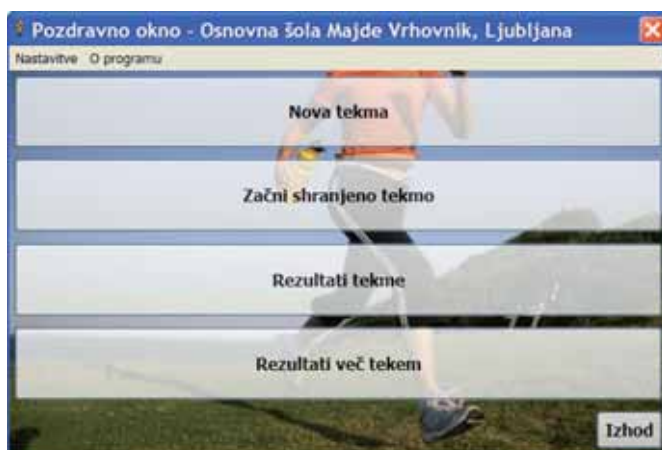 Pozdravno okno - Osnovna šola Majde Vrhovnik, Ljubljana
Nastavitve O programu
Nova tekma
Začni shranjeno tekmo
Rezultati tekme
Rezultati več tekem
Izhod